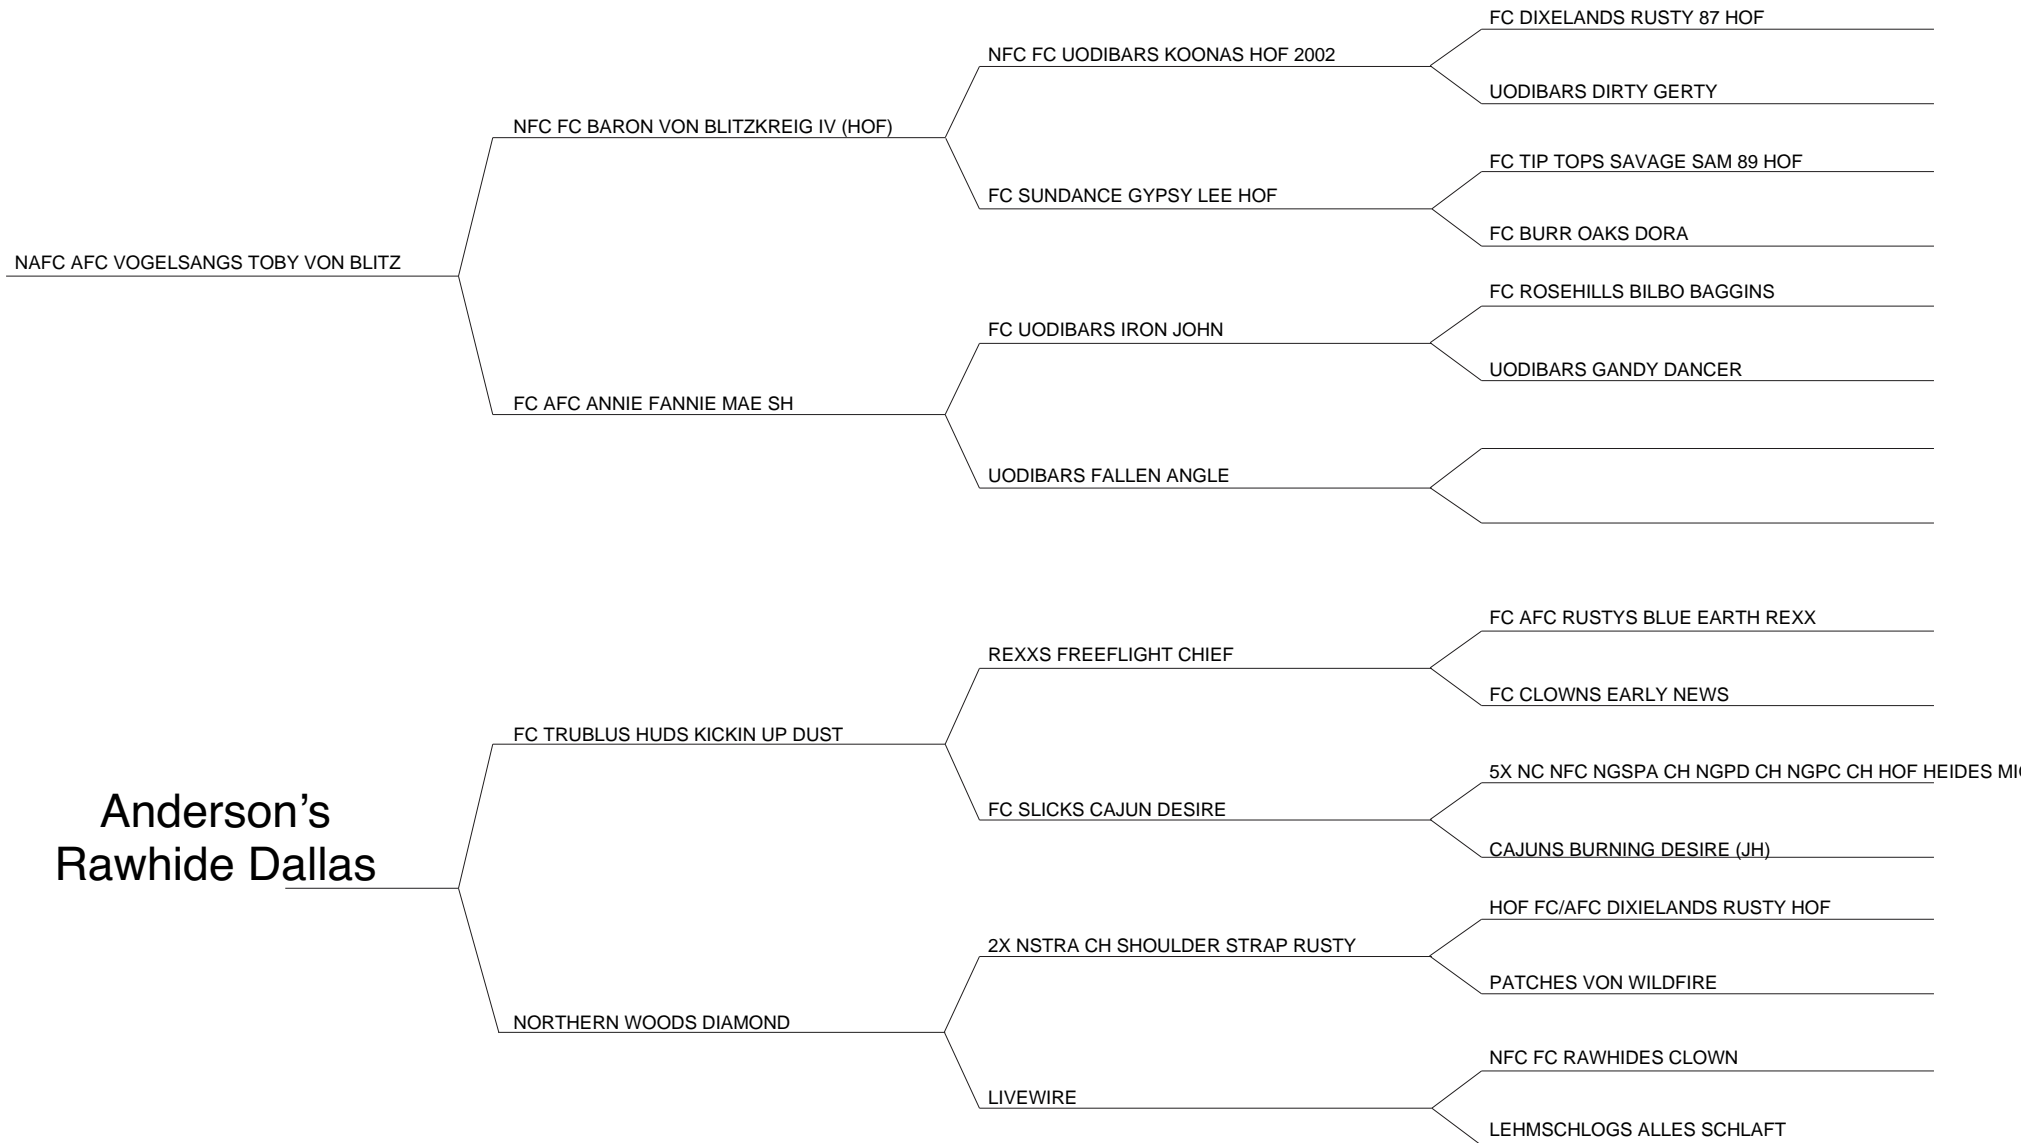 FC DIXELANDS RUSTY 87 HOF
NFC FC UODIBARS KOONAS HOF 2002
UODIBARS DIRTY GERTY
NFC FC BARON VON BLITZKREIG IV (HOF)
FC TIP TOPS SAVAGE SAM 89 HOF
FC SUNDANCE GYPSY LEE HOF
FC BURR OAKS DORA
NAFC AFC VOGELSANGS TOBY VON BLITZ
FC ROSEHILLS BILBO BAGGINS
FC UODIBARS IRON JOHN
UODIBARS GANDY DANCER
FC AFC ANNIE FANNIE MAE SH
UODIBARS FALLEN ANGLE
FC AFC RUSTYS BLUE EARTH REXX
REXXS FREEFLIGHT CHIEF
FC CLOWNS EARLY NEWS
FC TRUBLUS HUDS KICKIN UP DUST
5X NC NFC NGSPA CH NGPD CH NGPC CH HOF HEIDES
FC SLICKS CAJUN DESIRE
CAJUNS BURNING DESIRE (JH)
Anderson’s
Rawhide Dallas
HOF FC/AFC DIXIELANDS RUSTY HOF
2X NSTRA CH SHOULDER STRAP RUSTY
PATCHES VON WILDFIRE
NORTHERN WOODS DIAMOND
NFC FC RAWHIDES CLOWN
LIVEWIRE
LEHMSCHLOGS ALLES SCHLAFT